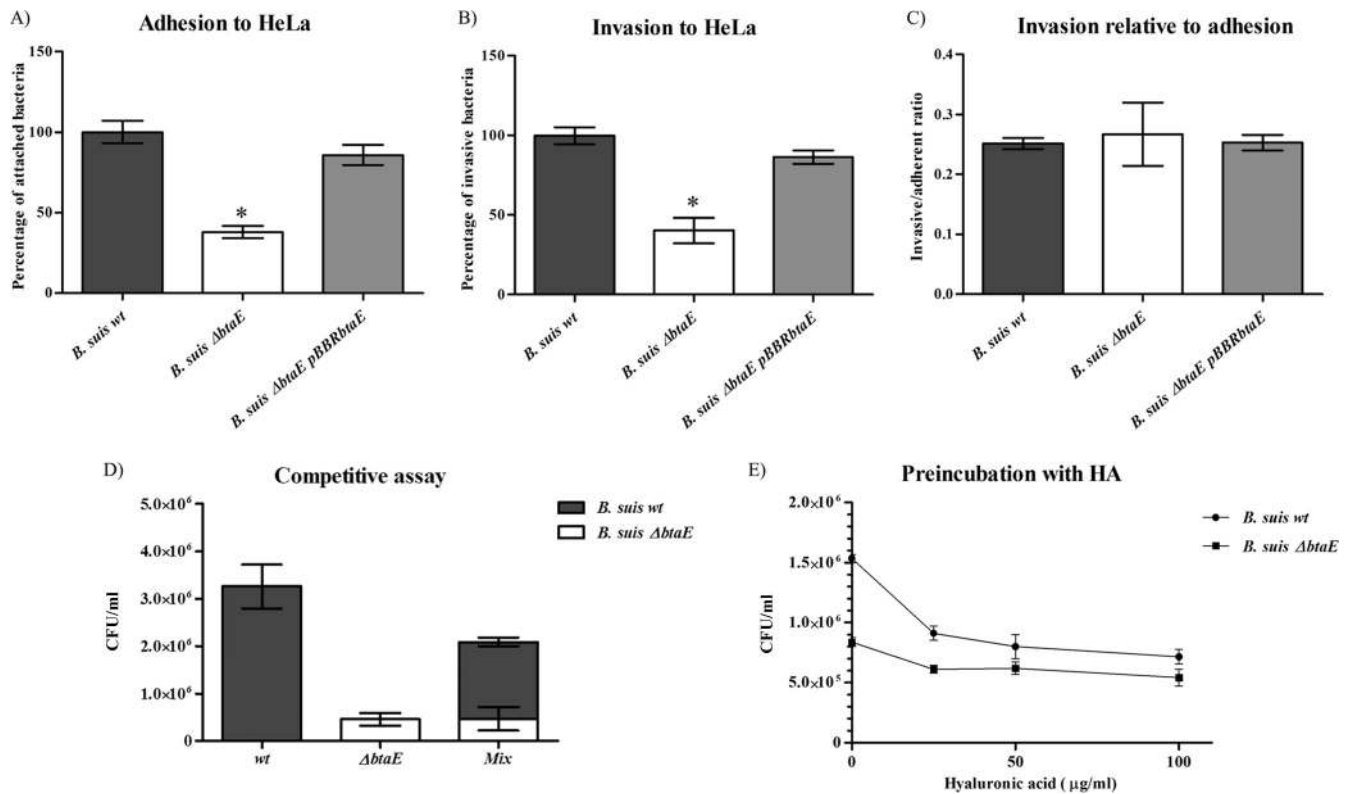 A)
Adhesion to HeLa
Percentage of attached bacteria
150
100
50
0
*
B. suis wt
B. suis ΔbtaE
B. suis ΔbtaE pBBRbtaE
B)
Invasion to HeLa
Percentage of invasive bacteria
150
100
50
0
*
B. suis wt
B. suis ΔbtaE
B. suis ΔbtaE pBBRbtaE
C)
Invasion relative to adhesion
Invasive/adherent ratio
0.4
0.3
0.2
0.1
0.0
B. suis wt
B. suis ΔbtaE
B. suis ΔbtaE pBBRbtaE
D)
Competitive assay
CFU/ml
5.0×10⁶
4.0×10⁶
3.0×10⁶
2.0×10⁶
1.0×10⁶
0
wt
ΔbtaE
Mix
B. suis wt
B. suis ΔbtaE
E)
Preincubation with HA
CFU/ml
2.0×10⁶
1.5×10⁶
1.0×10⁶
5.0×10⁵
0
0
50
100
Hyaluronic acid ( μg/ml)
B. suis wt
B. suis ΔbtaE